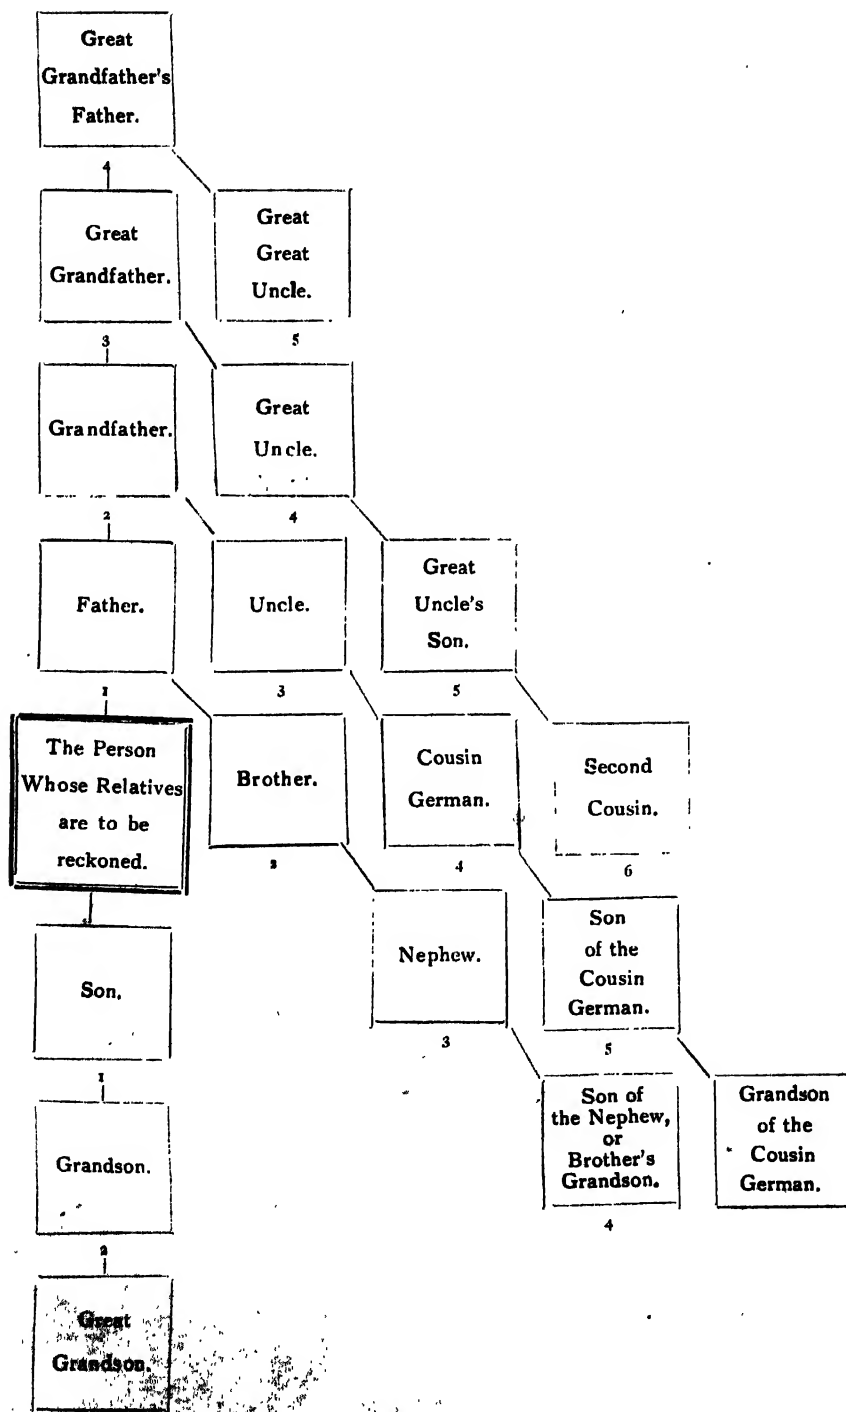 Great
Grandfather's
Father.
4
Great
Grandfather.
Great
Great
Uncle.
3
5
Grandfather.
Great
Uncle.
2
4
Father.
Uncle.
Great
Uncle's
Son.
1
3
5
The Person
Whose Relatives
are to be
reckoned.
Brother.
Cousin
German.
Second
Cousin.
2
4
6
Son.
Nephew.
Son
of the
Cousin
German.
1
3
5
Grandson.
Son of
the Nephew,
or
Brother's
Grandson.
Grandson
of the
Cousin
German.
2
4
Great
Grandson.